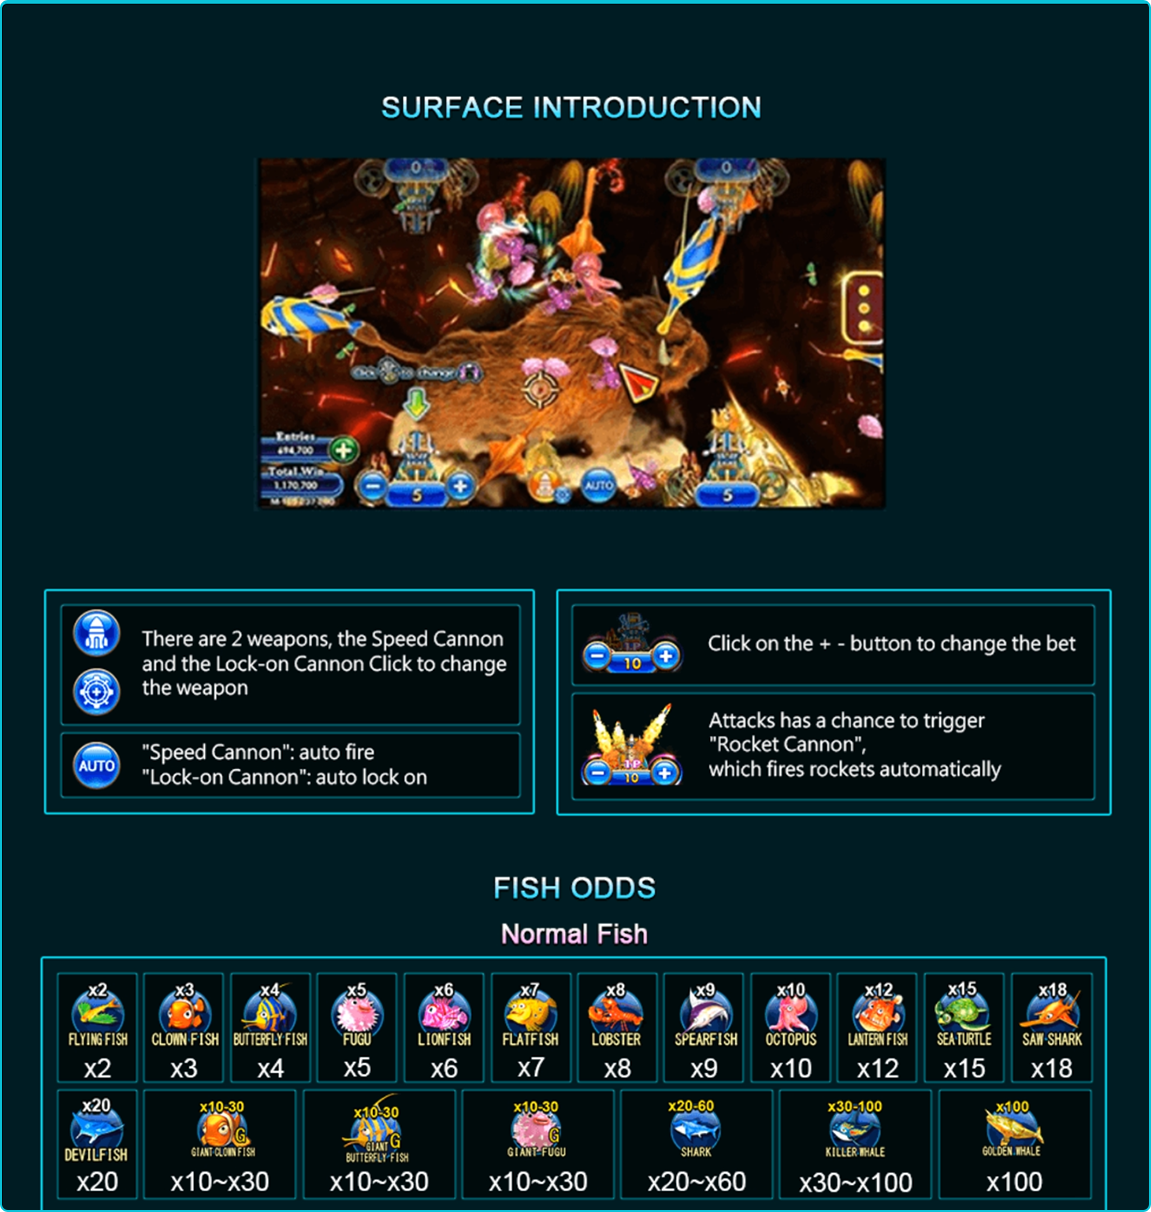 SURFACE INTRODUCTION
0
0
Click to change
Entries
694,700
Total Win
1,170,700
5
AUTO
5
There are 2 weapons, the Speed Cannon
and the Lock-on Cannon Click to change
the weapon
AUTO
"Speed Cannon": auto fire
"Lock-on Cannon": auto lock on
1P
10
Click on the + - button to change the bet
1P
10
Attacks has a chance to trigger
"Rocket Cannon",
which fires rockets automatically
FISH ODDS
Normal Fish
x2 x3 x4 x5 x6 x7 x8 x9 x10 x12 x15 x18
FLYING FISH CLOWN FISH BUTTERFLY FISH FUGU LIONFISH FLATFISH LOBSTER SPEARFISH OCTOPUS LANTERN FISH SEA TURTLE SAW SHARK
x2 x3 x4 x5 x6 x7 x8 x9 x10 x12 x15 x18
x20 x10-30 x10-30 x10-30 x20-60 x30-100 x100
G G G
DEVILFISH GIANT CLOWN FISH GIANT BUTTERFLY FISH GIANT FUGU SHARK KILLER WHALE GOLDEN WHALE
x20 x10~x30 x10~x30 x10~x30 x20~x60 x30~x100 x100